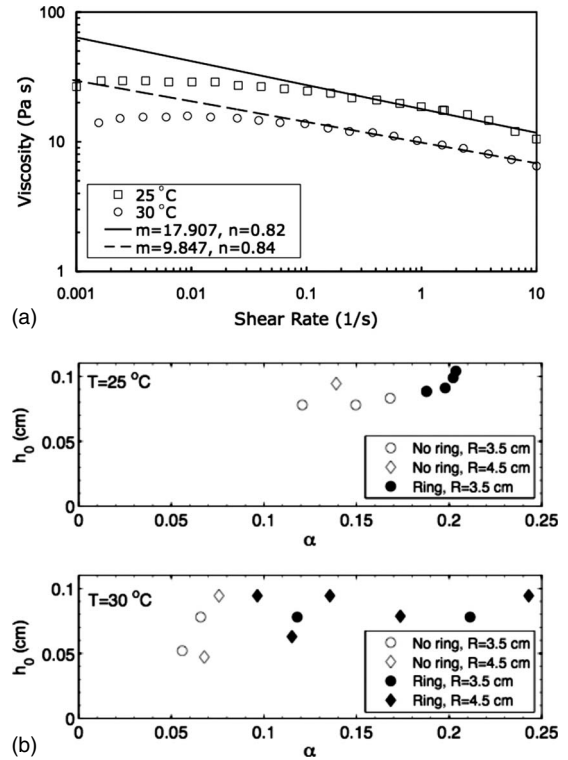 100
10
1
Viscosity (Pa s)
25 °C
30 °C
m=17.907, n=0.82
m=9.847, n=0.84
0.001 0.01 0.1 1 10
Shear Rate (1/s)
(a)
T=25 °C
0.1
0.05
0
h0 (cm)
No ring, R=3.5 cm
No ring, R=4.5 cm
Ring, R=3.5 cm
0 0.05 0.1 0.15 0.2 0.25
α
T=30 °C
0.1
0.05
0
h0 (cm)
No ring, R=3.5 cm
No ring, R=4.5 cm
Ring, R=3.5 cm
Ring, R=4.5 cm
0 0.05 0.1 0.15 0.2 0.25
(b)
α